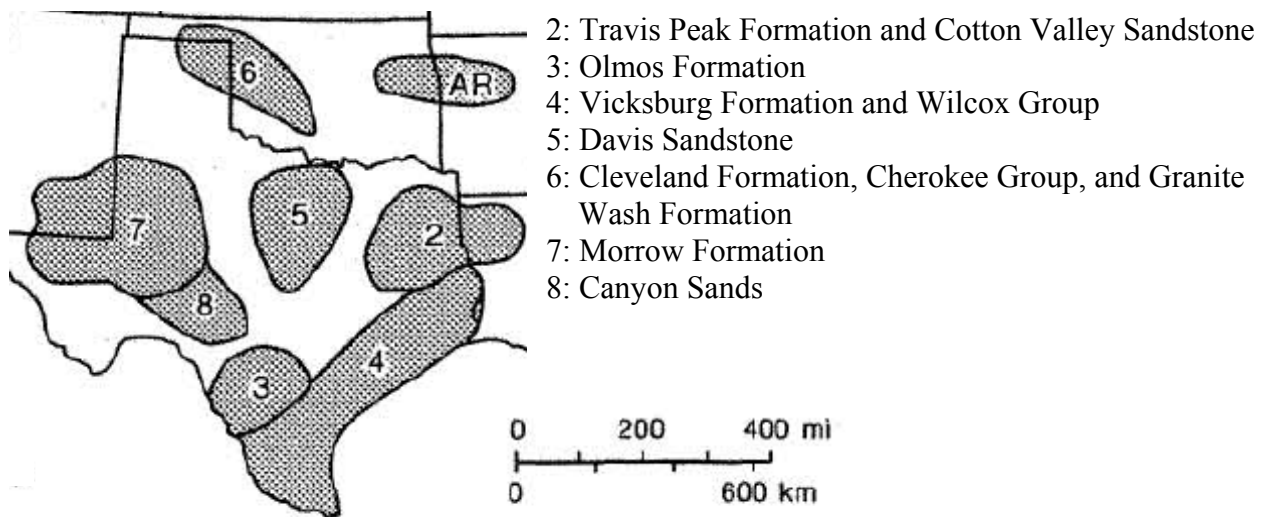 2: Travis Peak Formation and Cotton Valley Sandstone
3: Olmos Formation
4: Vicksburg Formation and Wilcox Group
5: Davis Sandstone
6: Cleveland Formation, Cherokee Group, and Granite
Wash Formation
7: Morrow Formation
8: Canyon Sands
6
AR
7
5
2
8
3
4
0 200 400 mi
0 600 km